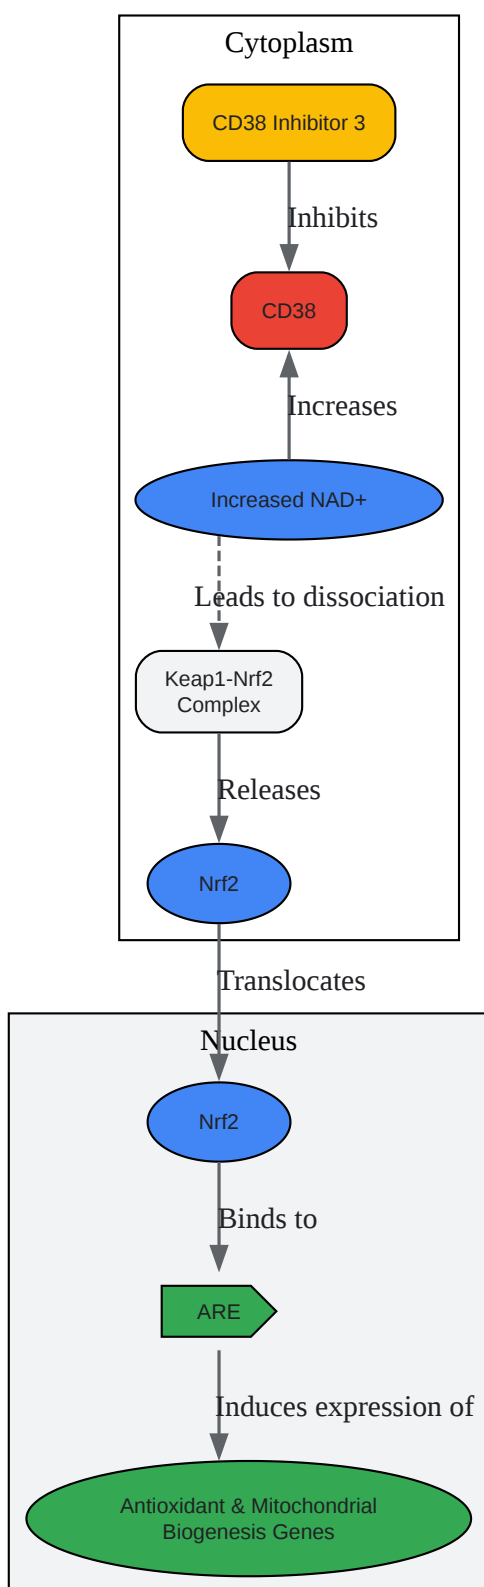 Cytoplasm
CD38 Inhibitor 3
Inhibits
CD38
Increases
Increased NAD+
Leads to dissociation
Keap1-Nrf2
Complex
Releases
Nrf2
Translocates
Nucleus
Nrf2
Binds to
ARE
Induces expression of
Antioxidant & Mitochondrial
Biogenesis Genes